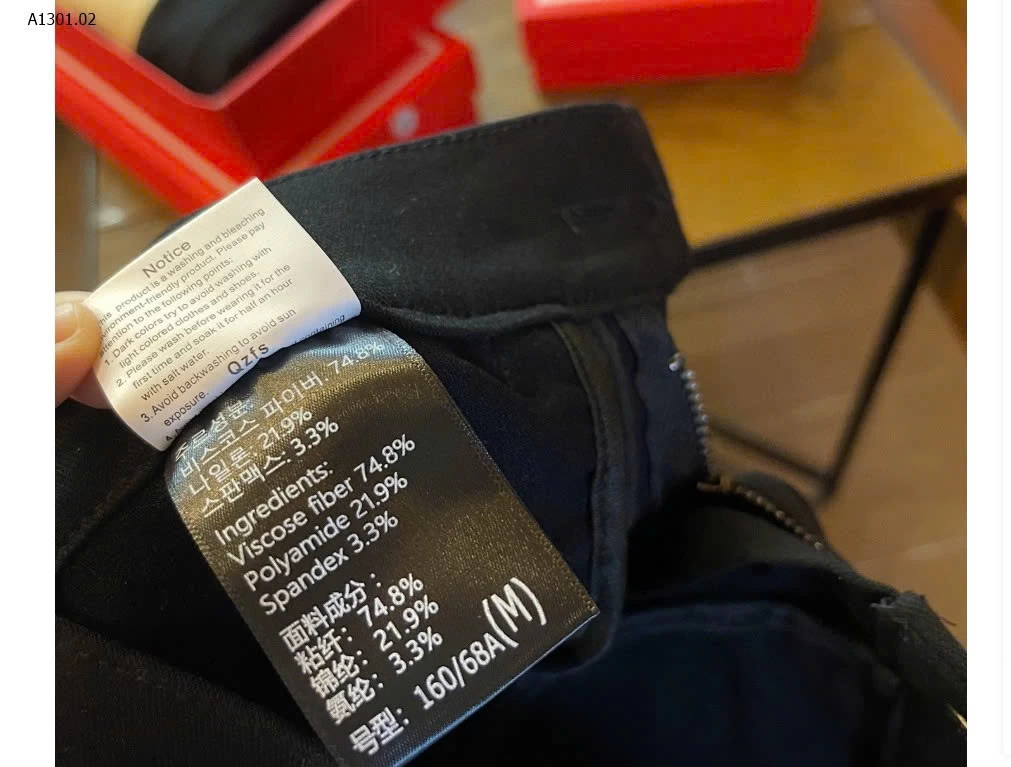 A1301.02
Notice
product is a washing and bleaching
environment-friendly product. Please pay
attention to the following points:
1. Dark colors try to avoid washing with
light colored clothes and shoes.
2. Please wash before wearing it for the
first time and soak it for half an hour
with salt water.
3. Avoid backwashing to avoid sun
exposure.
Qzfs
비스코스 파이버: 74.8%
나일론: 21.9%
스판맥스: 3.3%
Ingredients:
Viscose fiber 74.8%
Polyamide 21.9%
Spandex 3.3%
面料成分:
粘纤: 74.8%
锦纶: 21.9%
氨纶: 3.3%
号型: 160/68A(M)